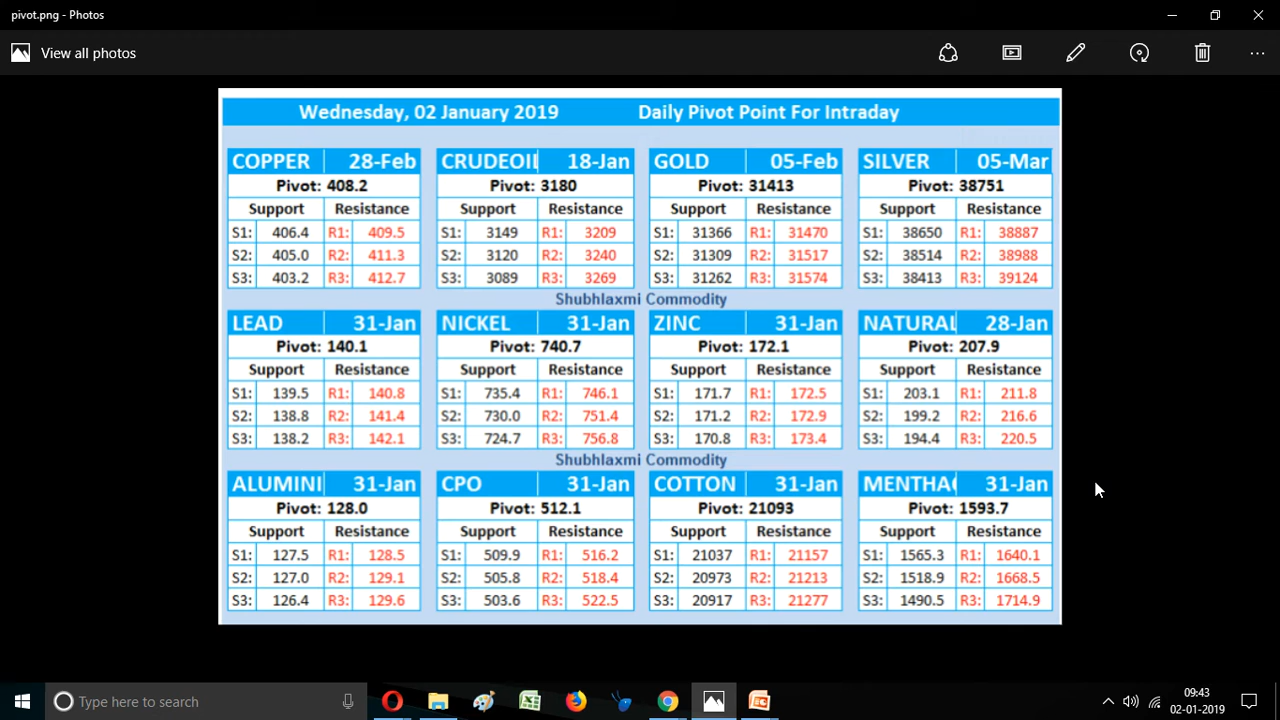 pivot.png - Photos
View all photos
Wednesday, 02 January 2019 Daily Pivot Point For Intraday
COPPER 28-Feb CRUDEOIL 18-Jan GOLD 05-Feb SILVER 05-Mar
Pivot: 408.2 Pivot: 3180 Pivot: 31413 Pivot: 38751
Support Resistance Support Resistance Support Resistance Support Resistance
S1: 406.4 R1: 409.5 S1: 3149 R1: 3209 S1: 31366 R1: 31470 S1: 38650 R1: 38887
S2: 405.0 R2: 411.3 S2: 3120 R2: 3240 S2: 31309 R2: 31517 S2: 38514 R2: 38988
S3: 403.2 R3: 412.7 S3: 3089 R3: 3269 S3: 31262 R3: 31574 S3: 38413 R3: 39124
Shubhlaxmi Commodity
LEAD 31-Jan NICKEL 31-Jan ZINC 31-Jan NATURAL 28-Jan
Pivot: 140.1 Pivot: 740.7 Pivot: 172.1 Pivot: 207.9
Support Resistance Support Resistance Support Resistance Support Resistance
S1: 139.5 R1: 140.8 S1: 735.4 R1: 746.1 S1: 171.7 R1: 172.5 S1: 203.1 R1: 211.8
S2: 138.8 R2: 141.4 S2: 730.0 R2: 751.4 S2: 171.2 R2: 172.9 S2: 199.2 R2: 216.6
S3: 138.2 R3: 142.1 S3: 724.7 R3: 756.8 S3: 170.8 R3: 173.4 S3: 194.4 R3: 220.5
Shubhlaxmi Commodity
ALUMINI 31-Jan CPO 31-Jan COTTON 31-Jan MENTHAO 31-Jan
Pivot: 128.0 Pivot: 512.1 Pivot: 21093 Pivot: 1593.7
Support Resistance Support Resistance Support Resistance Support Resistance
S1: 127.5 R1: 128.5 S1: 509.9 R1: 516.2 S1: 21037 R1: 21157 S1: 1565.3 R1: 1640.1
S2: 127.0 R2: 129.1 S2: 505.8 R2: 518.4 S2: 20973 R2: 21213 S2: 1518.9 R2: 1668.5
S3: 126.4 R3: 129.6 S3: 503.6 R3: 522.5 S3: 20917 R3: 21277 S3: 1490.5 R3: 1714.9
Type here to search
09:43
02-01-2019